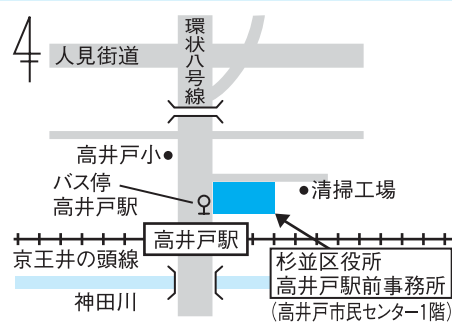 環状八号線
人見街道
高井戸小
バス停
高井戸駅
清掃工場
高井戸駅
京王井の頭線
杉並区役所
高井戸駅前事務所
(高井戸市民センター1階)
神田川